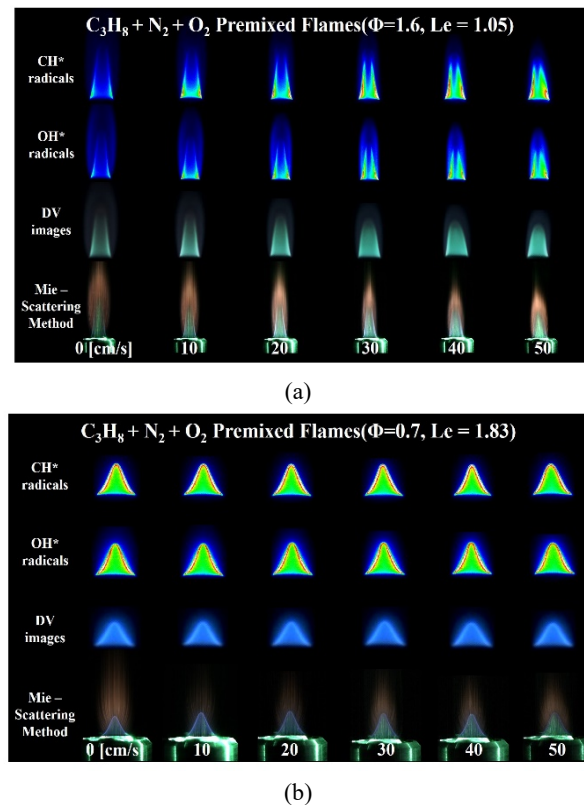 C₃H₈ + N₂ + O₂ Premixed Flames(Φ=1.6, Le = 1.05)
CH*
radicals
OH*
radicals
DV
images
Mie –
Scattering
Method
0 [cm/s] 10 20 30 40 50
(a)
C₃H₈ + N₂ + O₂ Premixed Flames(Φ=0.7, Le = 1.83)
CH*
radicals
OH*
radicals
DV
images
Mie –
Scattering
Method
0 [cm/s] 10 20 30 40 50
(b)